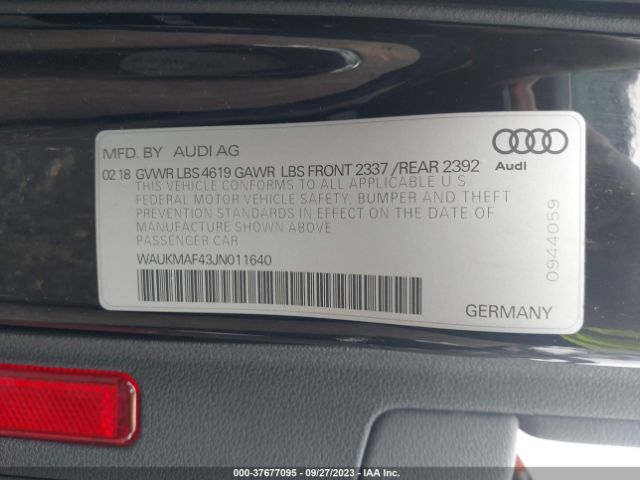 MFD. BY AUDI AG
Audi
02 18 GVWR LBS 4619 GAWR LBS FRONT 2337 /REAR 2392
THIS VEHICLE CONFORMS TO ALL APPLICABLE U S
FEDERAL MOTOR VEHICLE SAFETY, BUMPER AND THEFT
PREVENTION STANDARDS IN EFFECT ON THE DATE OF
MANUFACTURE SHOWN ABOVE
PASSENGER CAR
WAUKMAF43JN011640
0944059
GERMANY
000-37677095 - 09/27/2023 - IAA Inc.